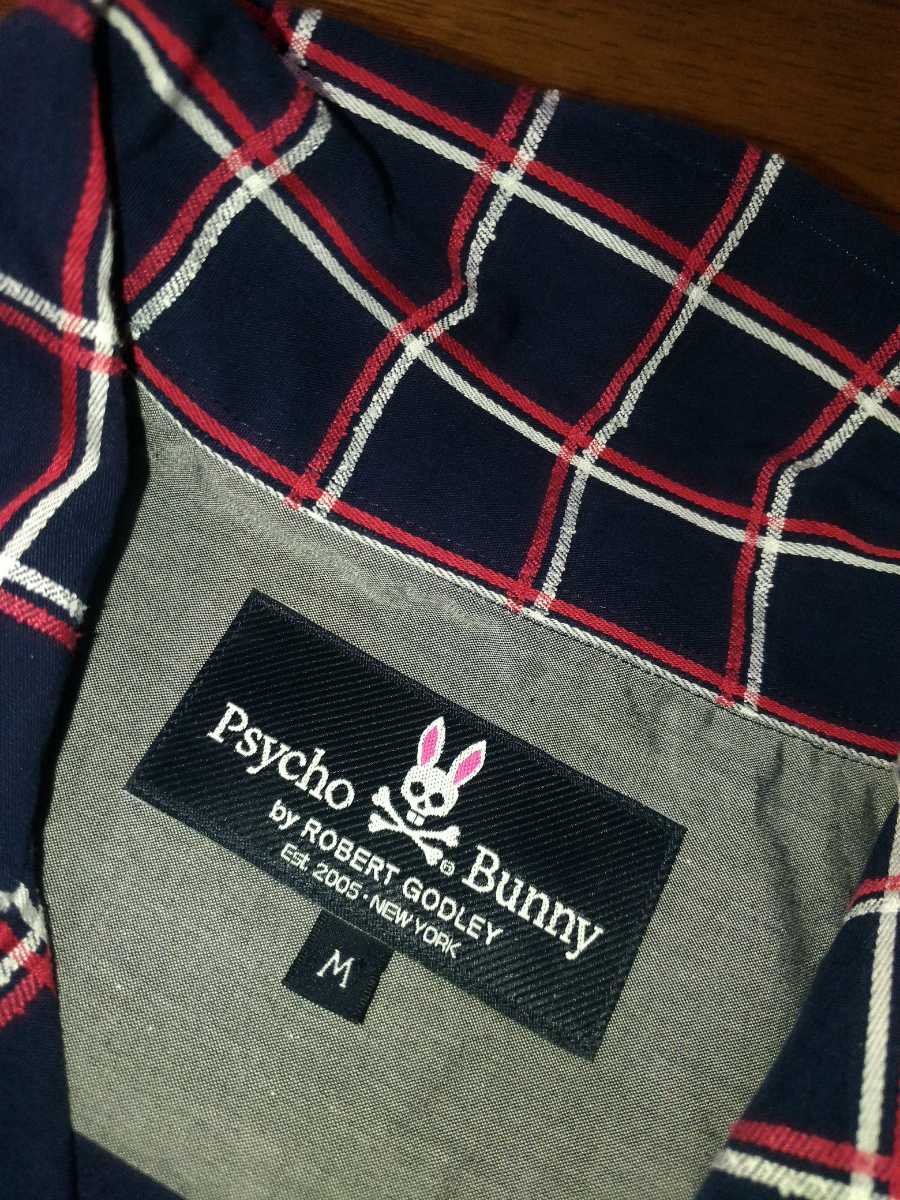 Psycho Bunny®
by ROBERT GODLEY
Est. 2005 · NEW YORK
M